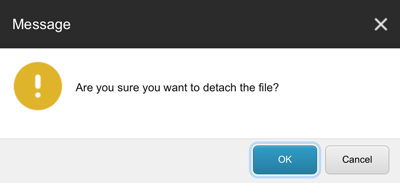 Message
Are you sure you want to detach the file?
OK
Cancel